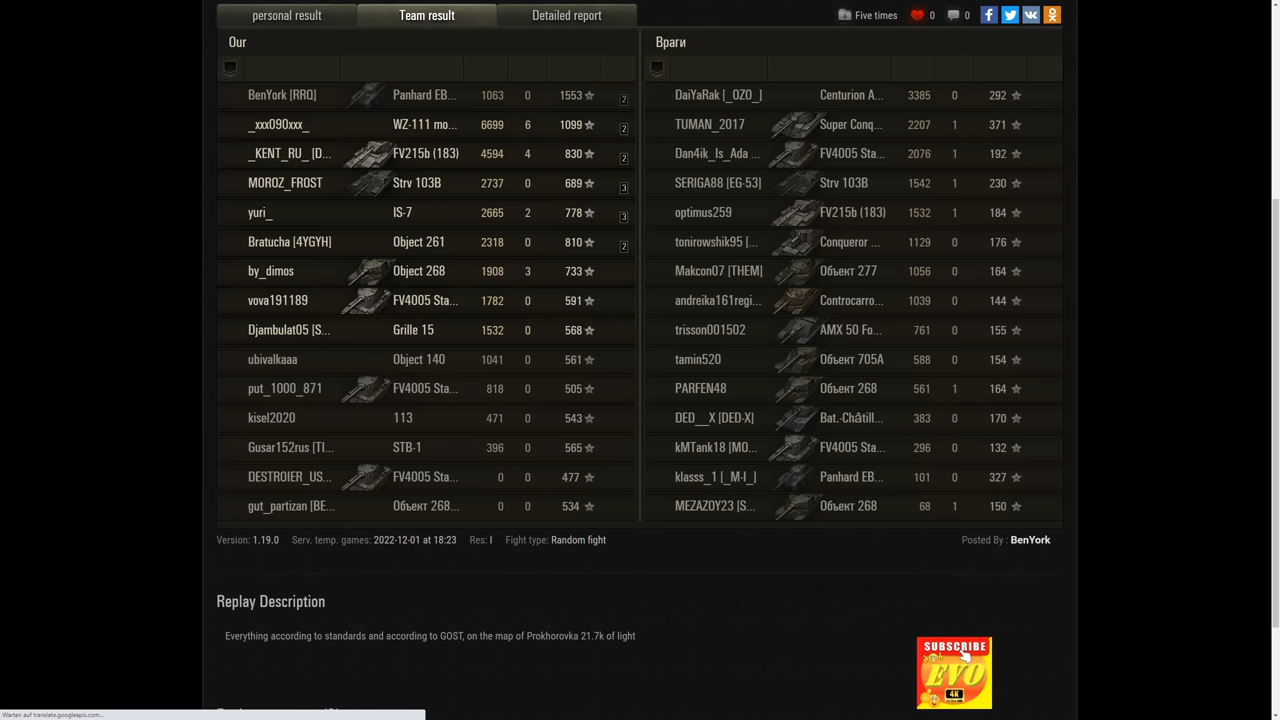 personal result Team result Detailed report Five times 0 0
Our Враги
BenYork [RRQ] Panhard EB... 1063 0 1553 2 DaiYaRak [_OZO_] Centurion A... 3385 0 292
_xxx090xxx_ WZ-111 mo... 6699 6 1099 2 TUMAN_2017 Super Conq... 2207 1 371
_KENT_RU_ [D... FV215b (183) 4594 4 830 2 Dan4ik_Is_Ada ... FV4005 Sta... 2076 1 192
MOROZ_FROST Strv 103B 2737 0 689 3 SERIGA88 [EG-53] Strv 103B 1542 1 230
yuri_ IS-7 2665 2 778 3 optimus259 FV215b (183) 1532 1 184
Bratucha [4YGYH] Object 261 2318 0 810 2 tonirowshik95 [... Conqueror ... 1129 0 176
by_dimos Object 268 1908 3 733 Makcon07 [THEM] Объект 277 1056 0 164
vova191189 FV4005 Sta... 1782 0 591 andreika161regi... Controcarro... 1039 0 144
Djambulat05 [S... Grille 15 1532 0 568 trisson001502 AMX 50 Fo... 761 0 155
ubivalkaaa Object 140 1041 0 561 tamin520 Объект 705A 588 0 154
put_1000_871 FV4005 Sta... 818 0 505 PARFEN48 Объект 268 561 1 164
kisel2020 113 471 0 543 DED__X [DED-X] Bat.-Châtill... 383 0 170
Gusar152rus [TI... STB-1 396 0 565 kMTank18 [MO... FV4005 Sta... 296 0 132
DESTROIER_US... FV4005 Sta... 0 0 477 klasss_1 [_M-I_] Panhard EB... 101 0 327
gut_partizan [BE... Объект 268... 0 0 534 MEZAZOY23 [S... Объект 268 68 1 150
Version: 1.19.0 Serv. temp. games: 2022-12-01 at 18:23 Res: I Fight type: Random fight Posted By : BenYork
Replay Description
Everything according to standards and according to GOST, on the map of Prokhorovka 21.7k of light
SUBSCRIBE
EVO
4K
Warten auf translate.googleapis.com...